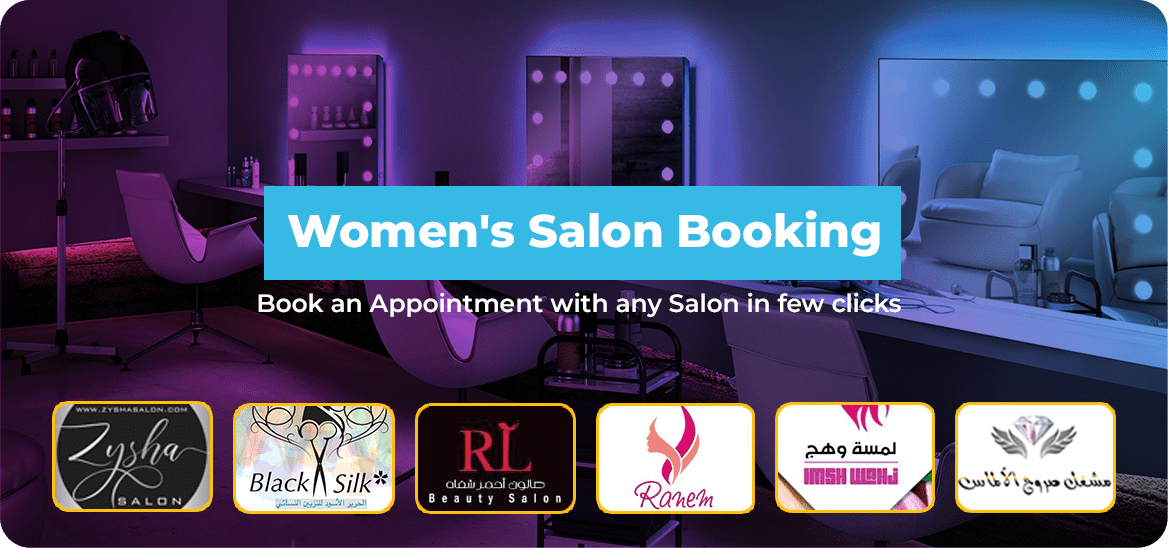 Women's Salon Booking
Book an Appointment with any Salon in few clicks
WWW.ZYSHASALON.COM
Zysha
SALON
Black Silk*
الحرير الأسود للتزيين النسائي
RL
صالون أحمر شفاه
Beauty Salon
Ranem
لمسة وهج
LMSH WAHJ
مشغل مروج الألماس